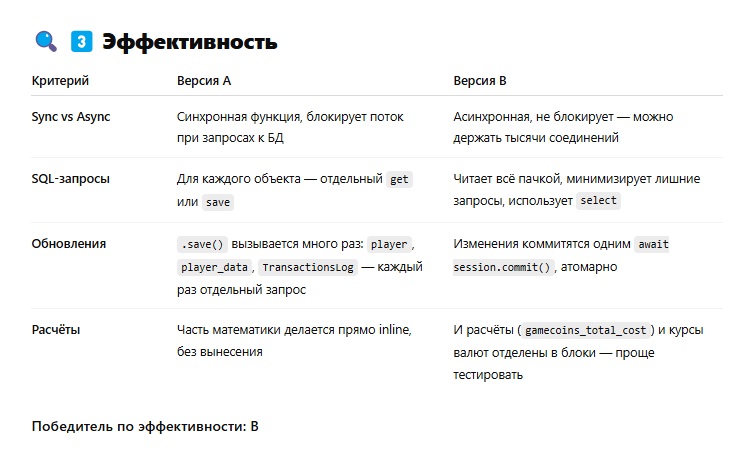 3 Эффективность
Критерий Версия A Версия B
Sync vs Async Синхронная функция, блокирует поток Асинхронная, не блокирует — можно
при запросах к БД держать тысячи соединений
SQL-запросы Для каждого объекта — отдельный get Читает всё пачкой, минимизирует лишние
или save запросы, использует select
Обновления .save() вызывается много раз: player, Изменения коммитятся одним await
player_data, TransactionsLog — каждый session.commit(), атомарно
раз отдельный запрос
Расчёты Часть математики делается прямо inline, И расчёты (gamecoins_total_cost) и курсы
без вынесения валют отделены в блоки — проще
тестировать
Победитель по эффективности: B